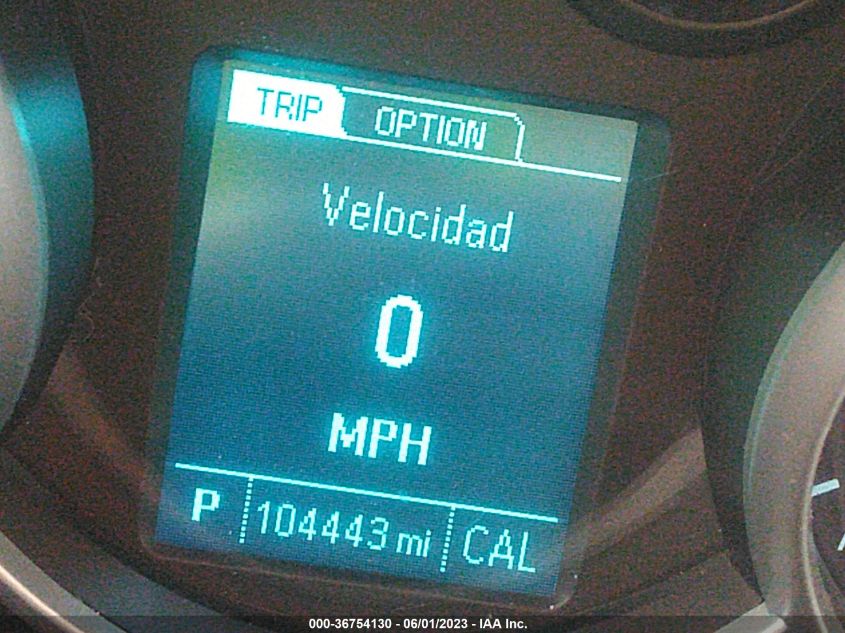 TRIP OPTION
Velocidad
0
MPH
P 104443 mi CAL
000-36754130 - 06/01/2023 - IAA Inc.